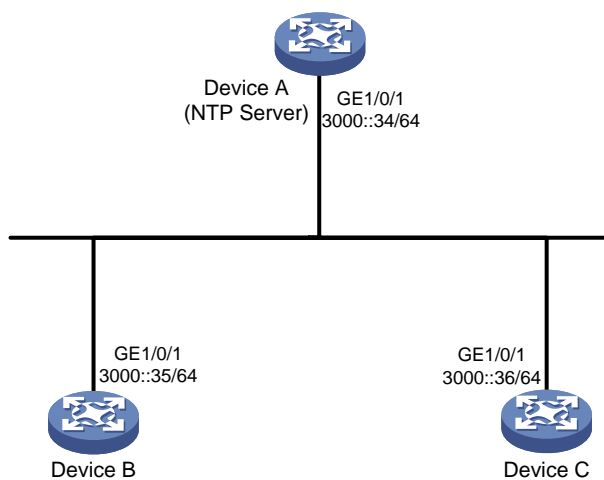 Device A
(NTP Server)
GE1/0/1
3000::34/64
GE1/0/1
3000::35/64
Device B
GE1/0/1
3000::36/64
Device C